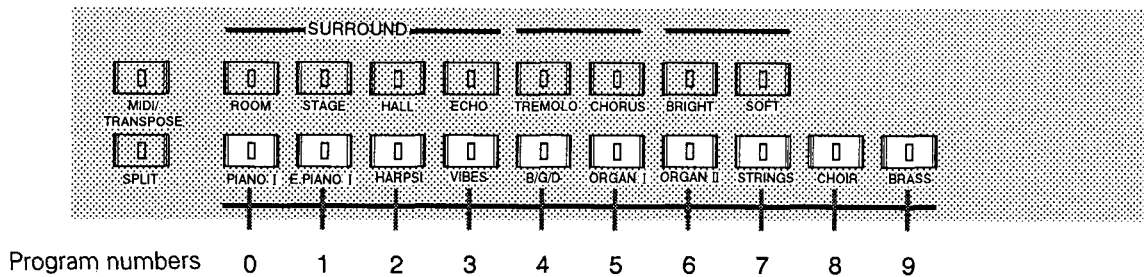 SURROUND
MIDI/
TRANSPOSE
ROOM STAGE HALL ECHO TREMOLO CHORUS BRIGHT SOFT
SPLIT PIANO I E.PIANO I HARPSI VIBES B/G/D ORGAN I ORGAN II STRINGS CHOIR BRASS
Program numbers 0 1 2 3 4 5 6 7 8 9